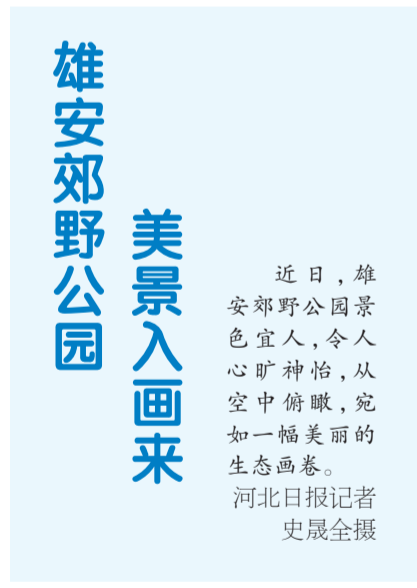 雄安郊野公园
美景入画来
近日，雄
安郊野公园景
色宜人，令人
心旷神怡，从
空中俯瞰，宛
如一幅美丽的
生态画卷。
河北日报记者
史晟全摄